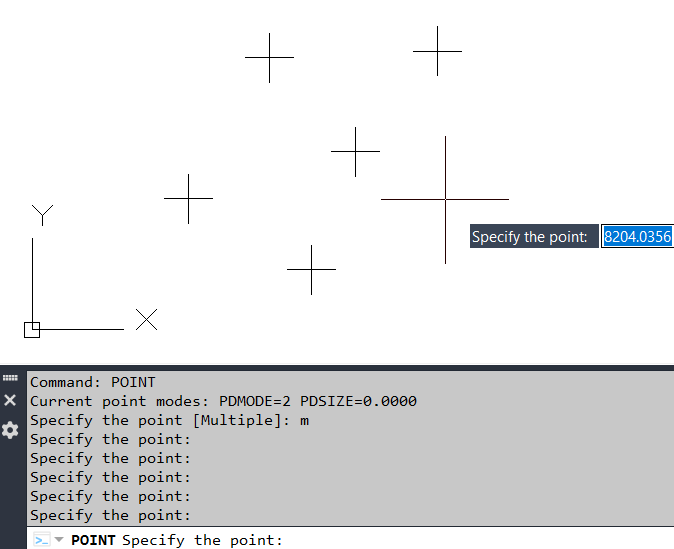 Y
Specify the point: 8204.0356
X
Command: POINT
Current point modes: PDMODE=2 PDSIZE=0.0000
Specify the point [Multiple]: m
Specify the point:
Specify the point:
Specify the point:
Specify the point:
Specify the point:
POINT Specify the point: